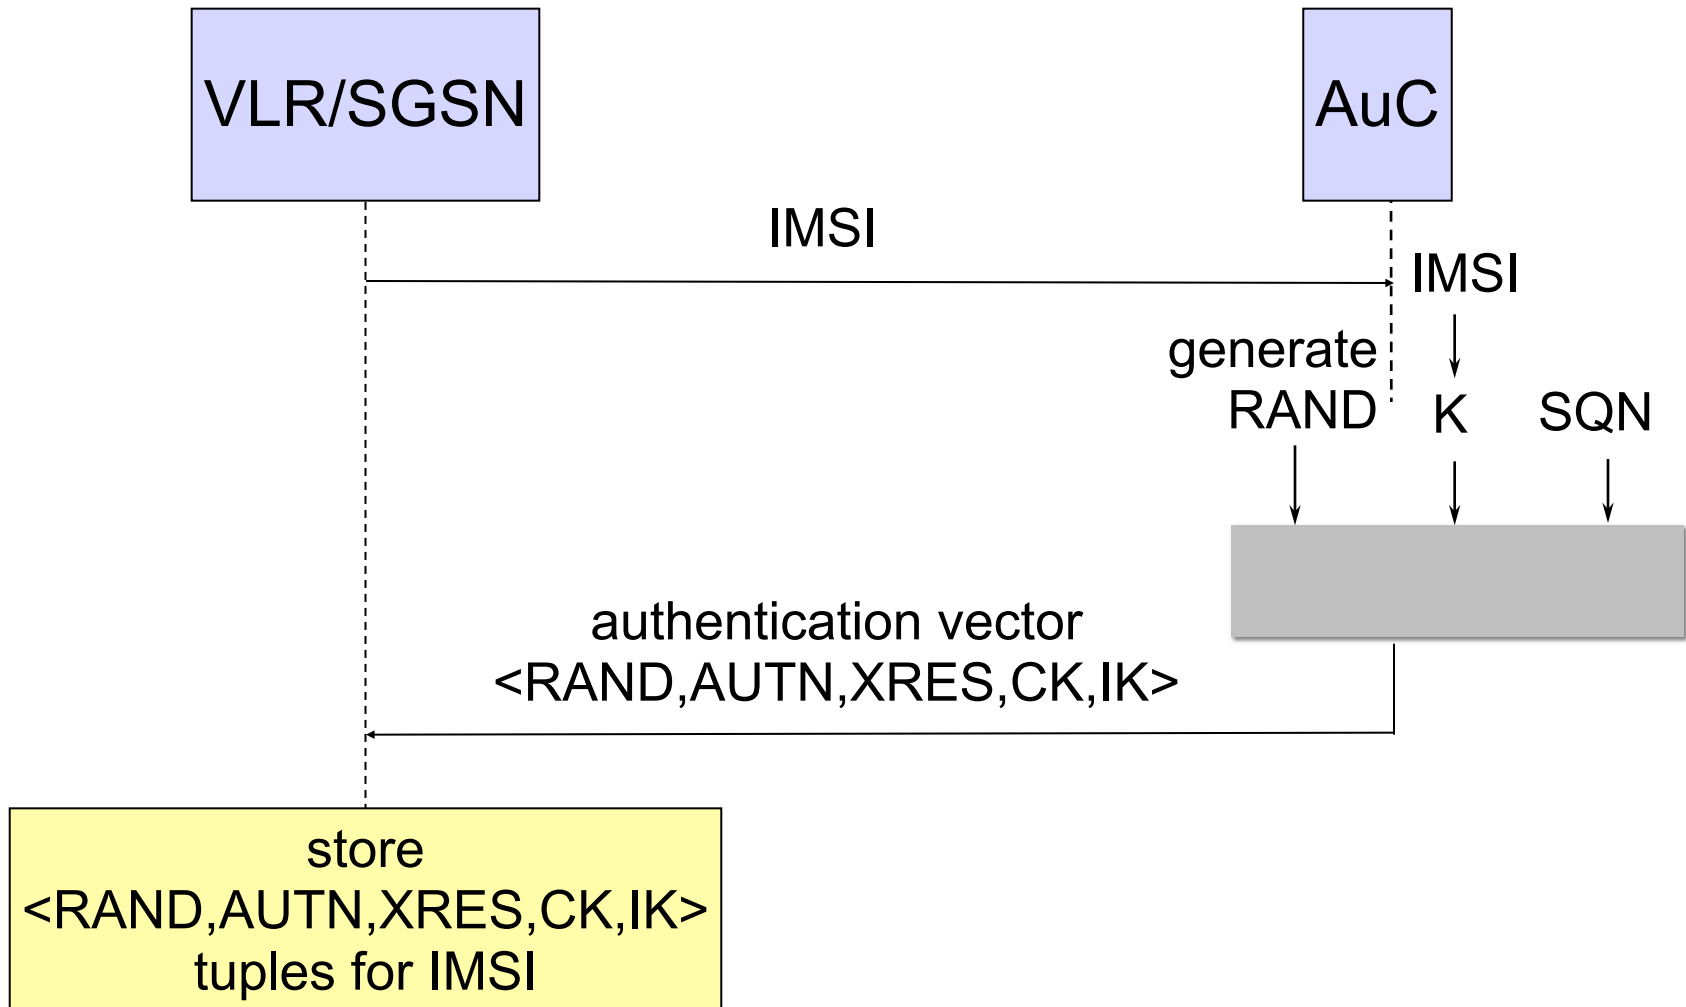 VLR/SGSN
AuC
IMSI
IMSI
generate
RAND
K
SQN
authentication vector
<RAND,AUTN,XRES,CK,IK>
store
<RAND,AUTN,XRES,CK,IK>
tuples for IMSI